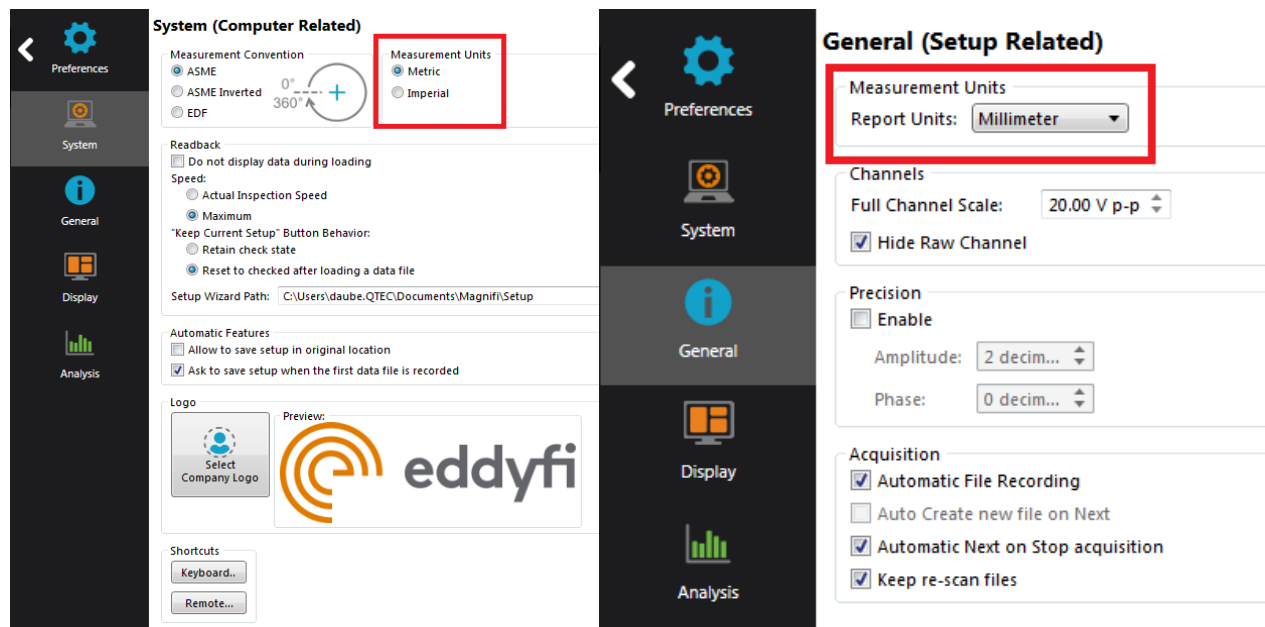 Preferences
System
General
Display
Analysis
System (Computer Related)
Measurement Convention
ASME
ASME Inverted
EDF
0°
360°
Measurement Units
Metric
Imperial
Readback
Do not display data during loading
Speed:
Actual Inspection Speed
Maximum
"Keep Current Setup" Button Behavior:
Retain check state
Reset to checked after loading a data file
Setup Wizard Path: C:\Users\daube.QTEC\Documents\Magnifi\Setup
Automatic Features
Allow to save setup in original location
Ask to save setup when the first data file is recorded
Logo
Select
Company Logo
Preview:
eddyfi
Shortcuts
Keyboard..
Remote...
Preferences
System
General
Display
Analysis
General (Setup Related)
Measurement Units
Report Units: Millimeter
Channels
Full Channel Scale: 20.00 V p-p
Hide Raw Channel
Precision
Enable
Amplitude: 2 decim...
Phase: 0 decim...
Acquisition
Automatic File Recording
Auto Create new file on Next
Automatic Next on Stop acquisition
Keep re-scan files